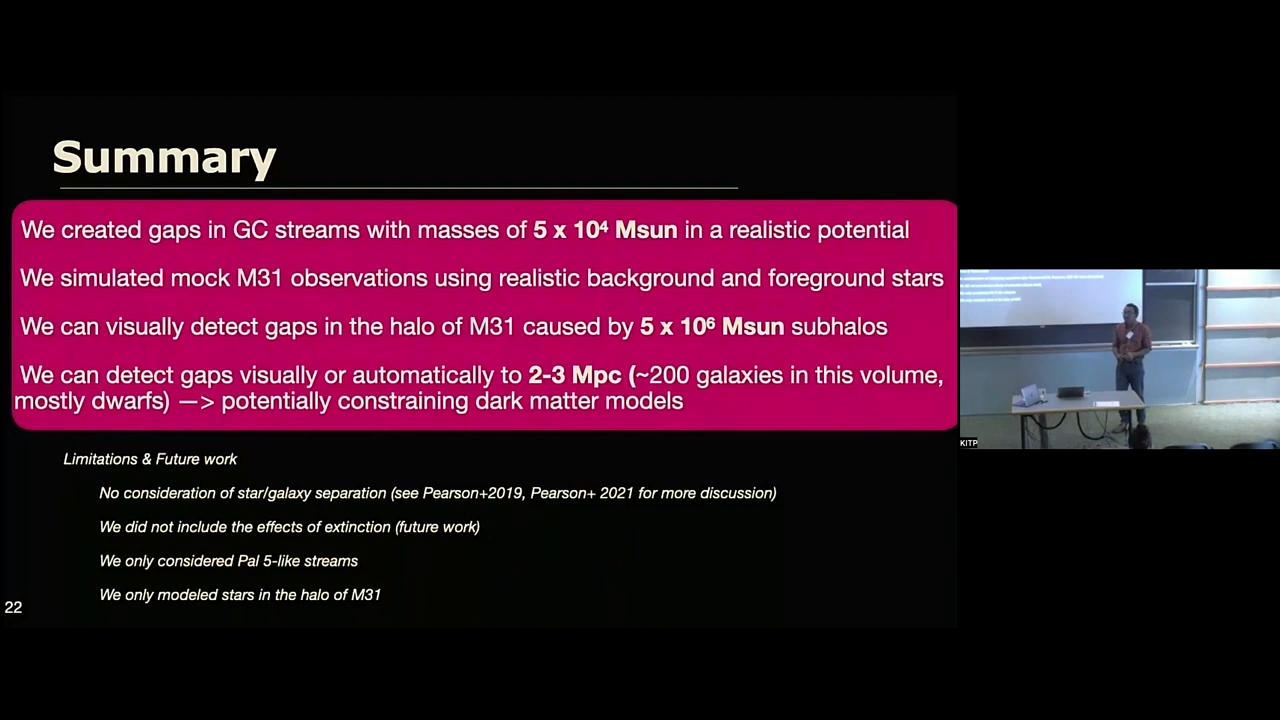 Summary
We created gaps in GC streams with masses of 5 x 10⁴ Msun in a realistic potential
We simulated mock M31 observations using realistic background and foreground stars
We can visually detect gaps in the halo of M31 caused by 5 x 10⁶ Msun subhalos
We can detect gaps visually or automatically to 2-3 Mpc (~200 galaxies in this volume,
mostly dwarfs) —> potentially constraining dark matter models
Limitations & Future work
No consideration of star/galaxy separation (see Pearson+2019, Pearson+ 2021 for more discussion)
We did not include the effects of extinction (future work)
We only considered Pal 5-like streams
We only modeled stars in the halo of M31
22
KITP